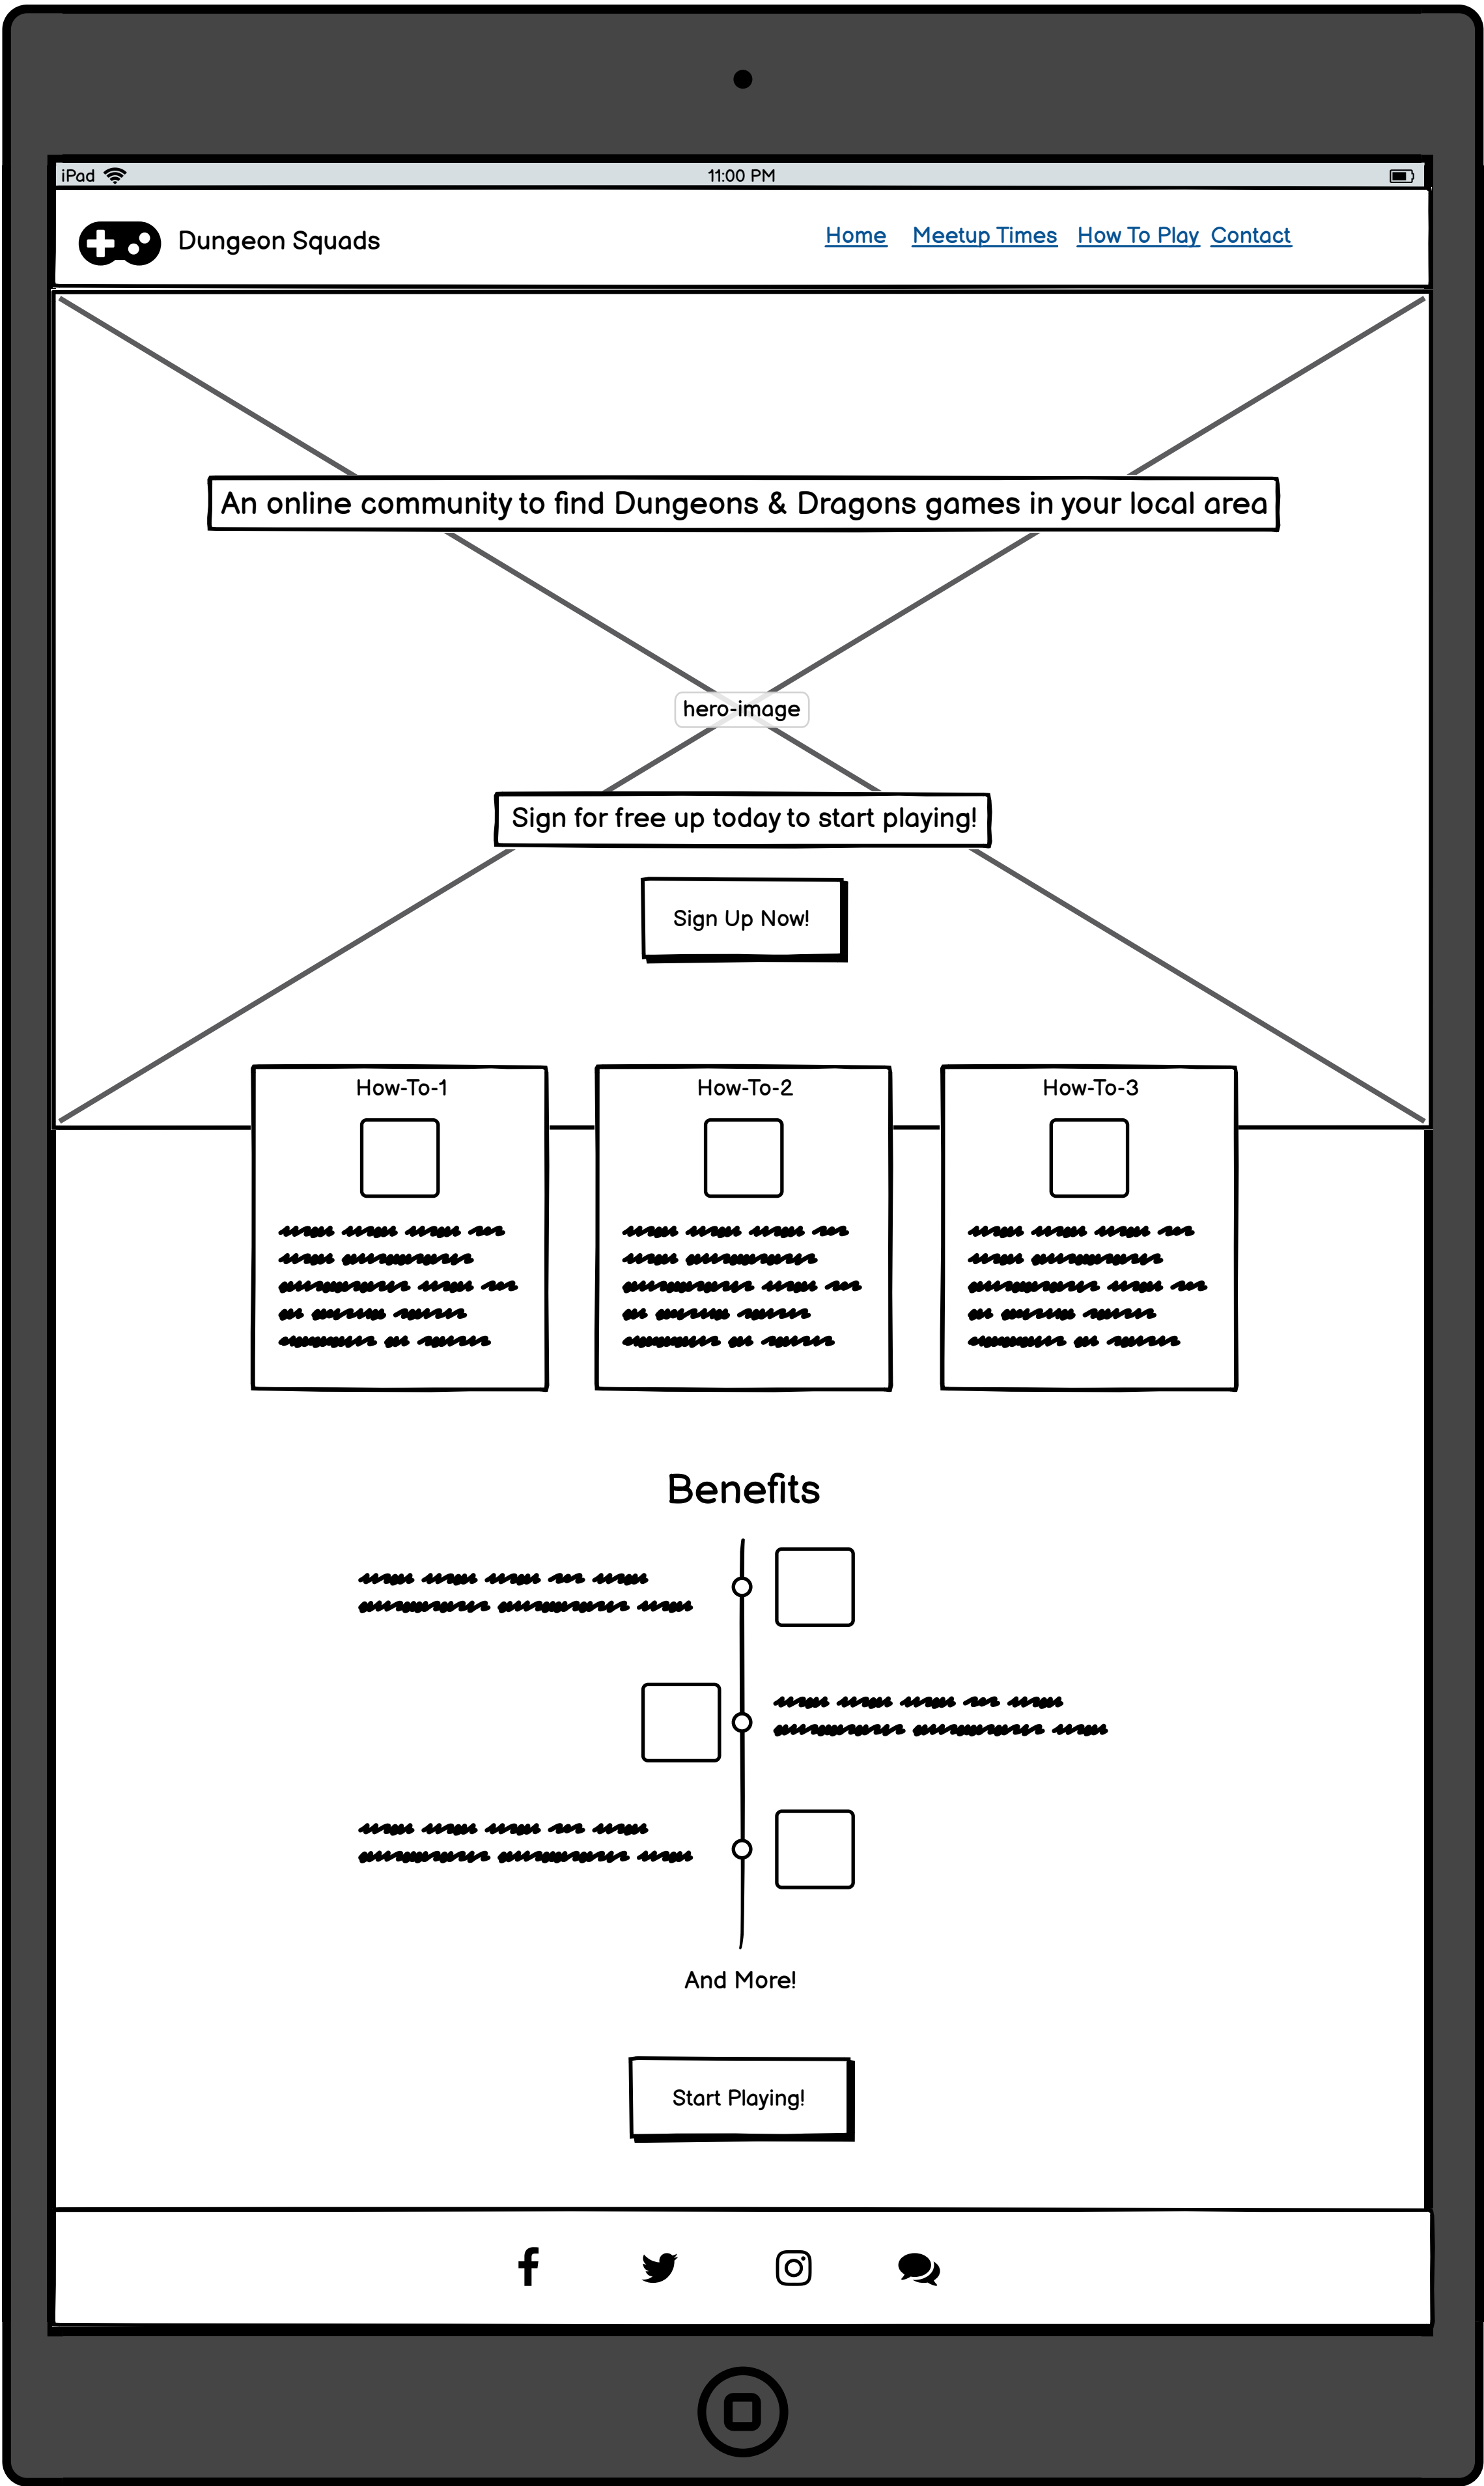 iPad
11:00 PM
Dungeon Squads
Home Meetup Times How To Play Contact
An online community to find Dungeons & Dragons games in your local area
hero-image
Sign for free up today to start playing!
Sign Up Now!
How-To-1
How-To-2
How-To-3
Benefits
And More!
Start Playing!